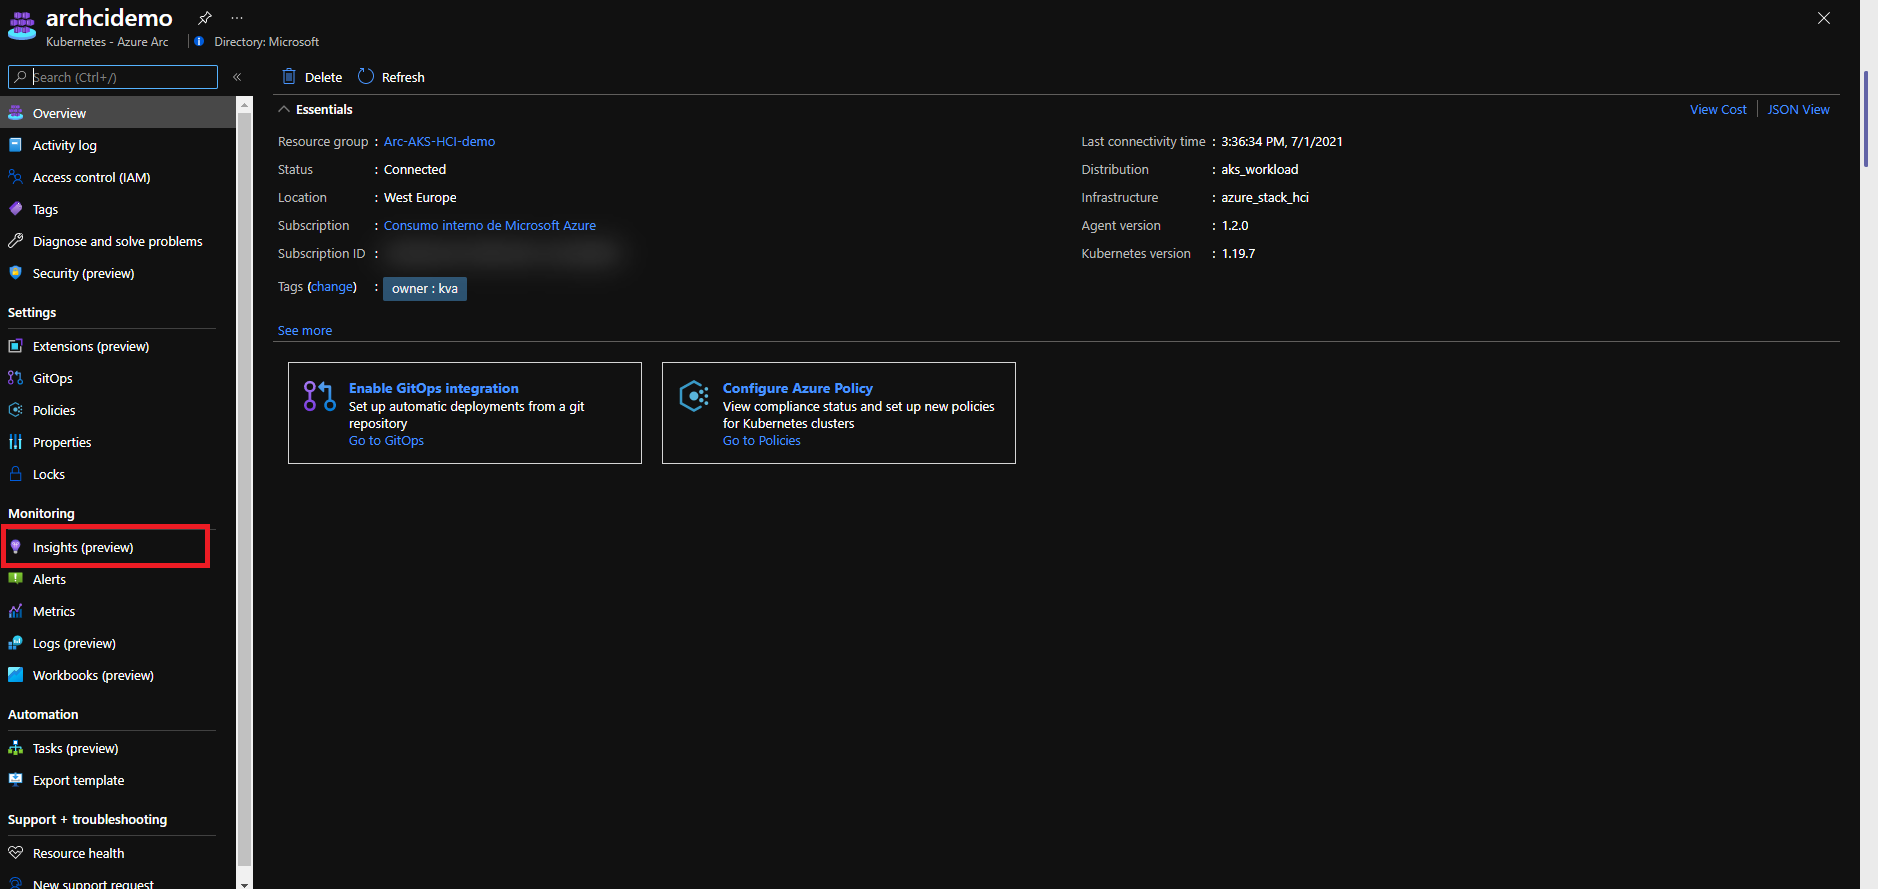 archcidemo
...
Kubernetes - Azure Arc
Directory: Microsoft
Search (Ctrl+/)
«
Overview
Activity log
Access control (IAM)
Tags
Diagnose and solve problems
Security (preview)
Settings
Extensions (preview)
GitOps
Policies
Properties
Locks
Monitoring
Insights (preview)
Alerts
Metrics
Logs (preview)
Workbooks (preview)
Automation
Tasks (preview)
Export template
Support + troubleshooting
Resource health
New support request
Delete
Refresh
Essentials
View Cost
JSON View
Resource group : Arc-AKS-HCI-demo
Status : Connected
Location : West Europe
Subscription : Consumo interno de Microsoft Azure
Subscription ID :
Tags (change) : owner : kva
See more
Last connectivity time : 3:36:34 PM, 7/1/2021
Distribution : aks_workload
Infrastructure : azure_stack_hci
Agent version : 1.2.0
Kubernetes version : 1.19.7
Enable GitOps integration
Set up automatic deployments from a git
repository
Go to GitOps
Configure Azure Policy
View compliance status and set up new policies
for Kubernetes clusters
Go to Policies